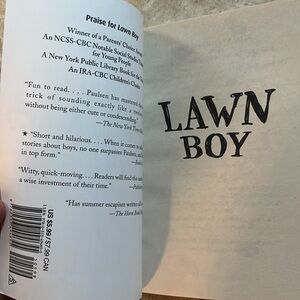 Praise for Lawn Boy
Winner of a Parents' Choice
An NCSS-CBC Notable Social Studies
for Young People
A New York Public Library Book for the
An IRA-CBC Children's
"Fun to read. . . . Paulsen has mastered
trick of sounding exactly like a
without being either cute or condescending."
—The New York Times
★ "Short and hilarious. . . . When it comes to
stories about boys, no one surpasses Paulsen,
in top form."
"Witty, quick-moving. . . . Readers will find
a wise investment of their time."
"Has summer escapism written all
—The Horn Book
US $5.99 / $7.99 CAN
LAWN
BOY